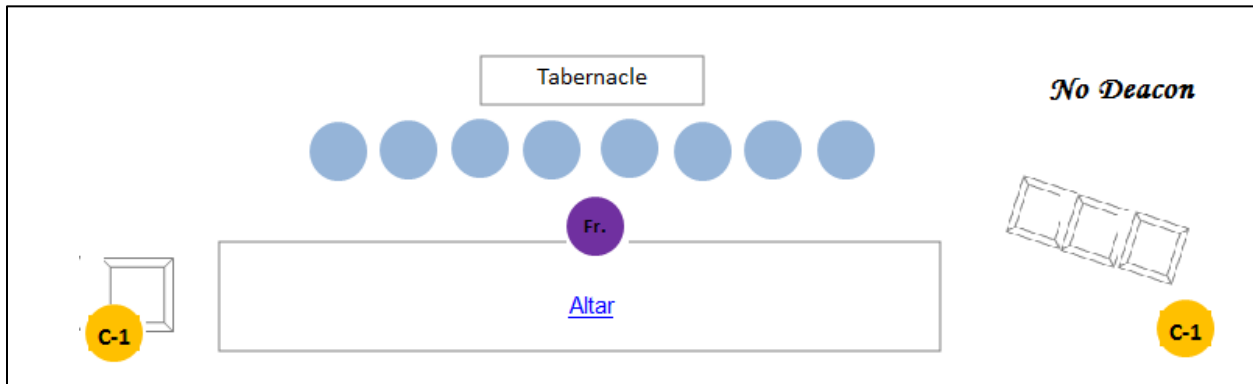 Tabernacle
No Deacon
Fr.
Altar
C-1
C-1